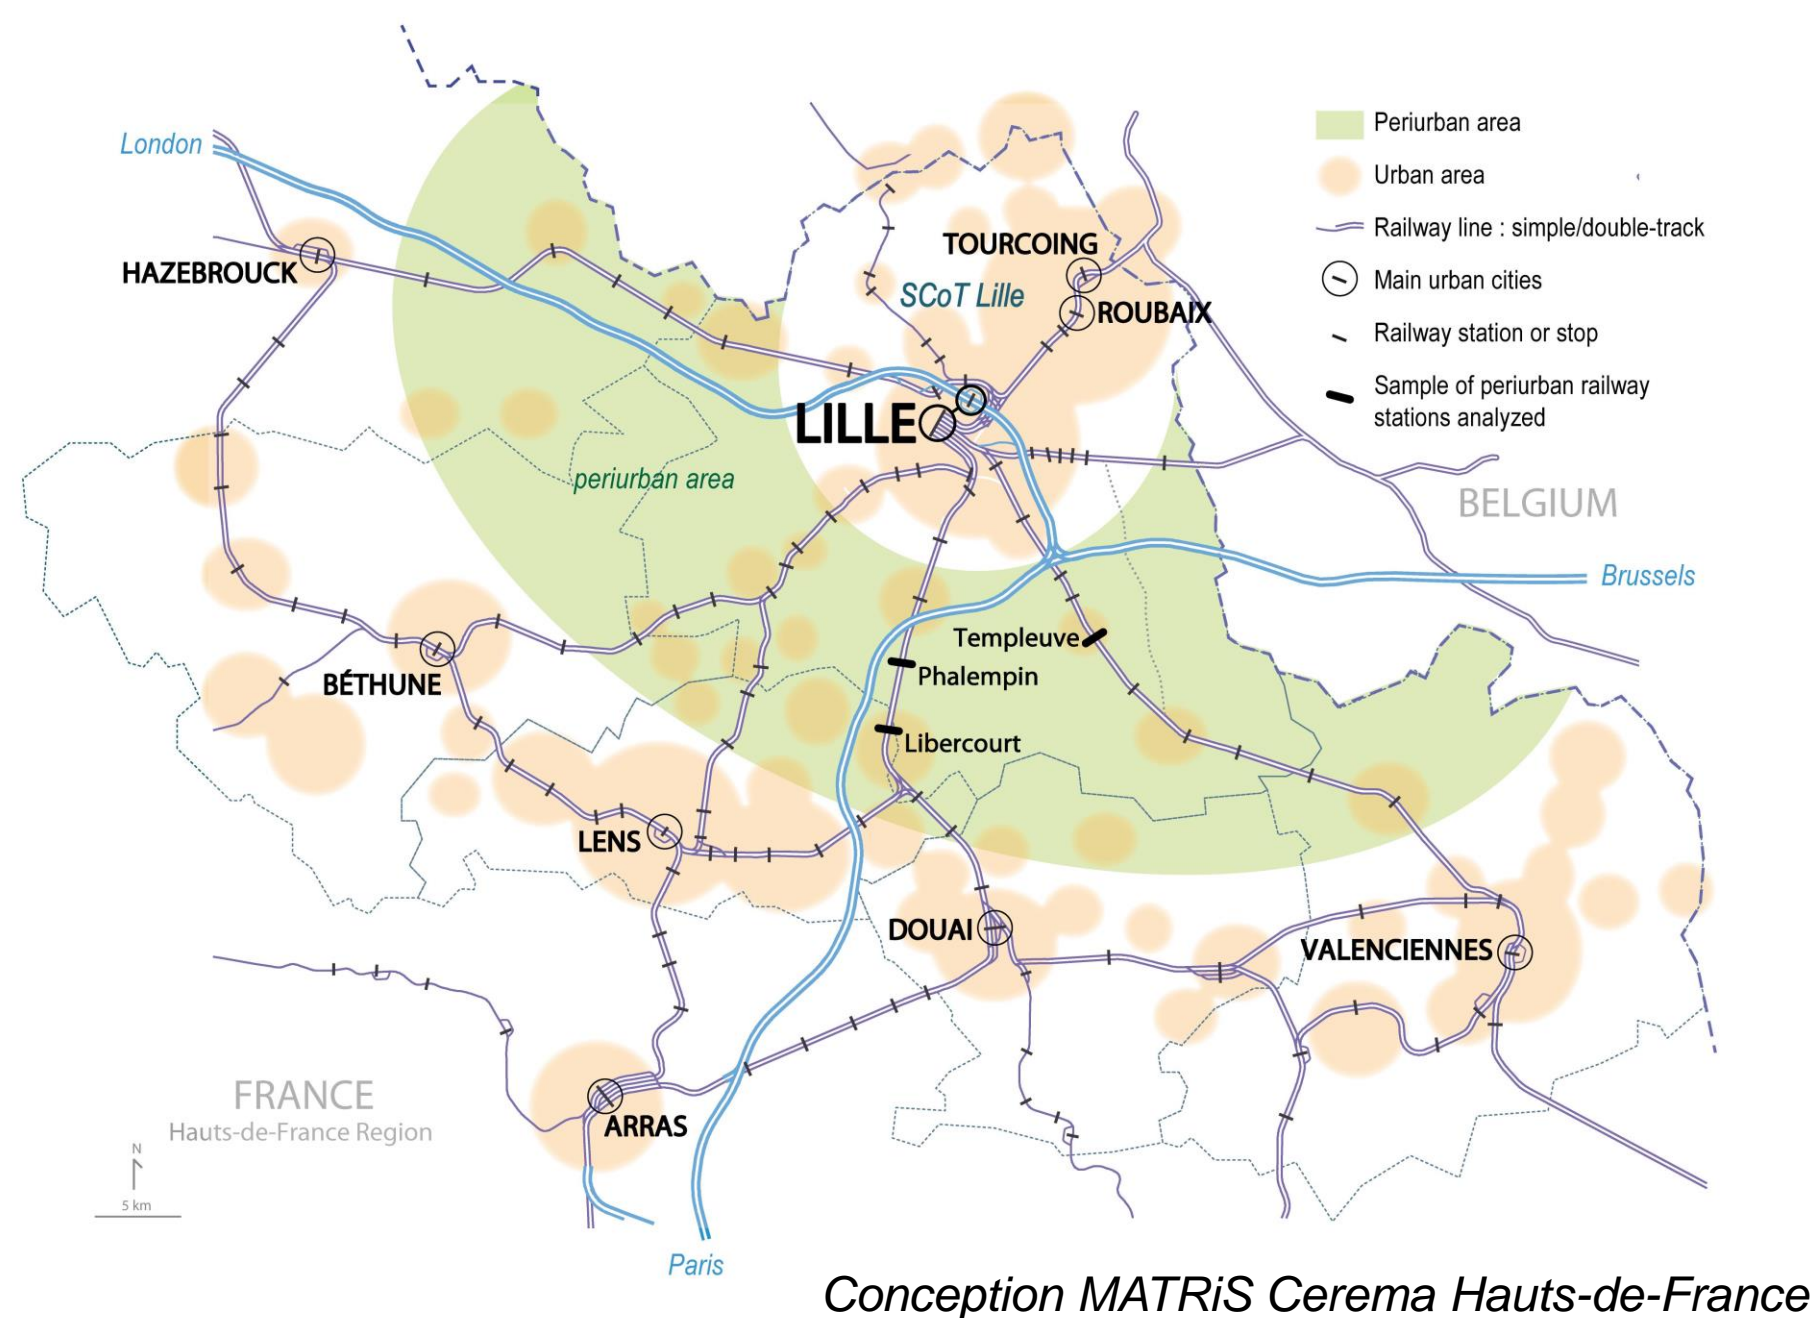 London
HAZEBROUCK
TOURCOING
SCoT Lille
ROUBAIX
LILLE
periurban area
Periurban area
Urban area
Railway line : simple/double-track
Main urban cities
Railway station or stop
Sample of periurban railway
stations analyzed
BELGIUM
Brussels
Templeuve
Phalempin
Libercourt
BÉTHUNE
LENS
DOUAI
VALENCIENNES
FRANCE
Hauts-de-France Region
ARRAS
N
5 km
Paris
Conception MATRiS Cerema Hauts-de-France